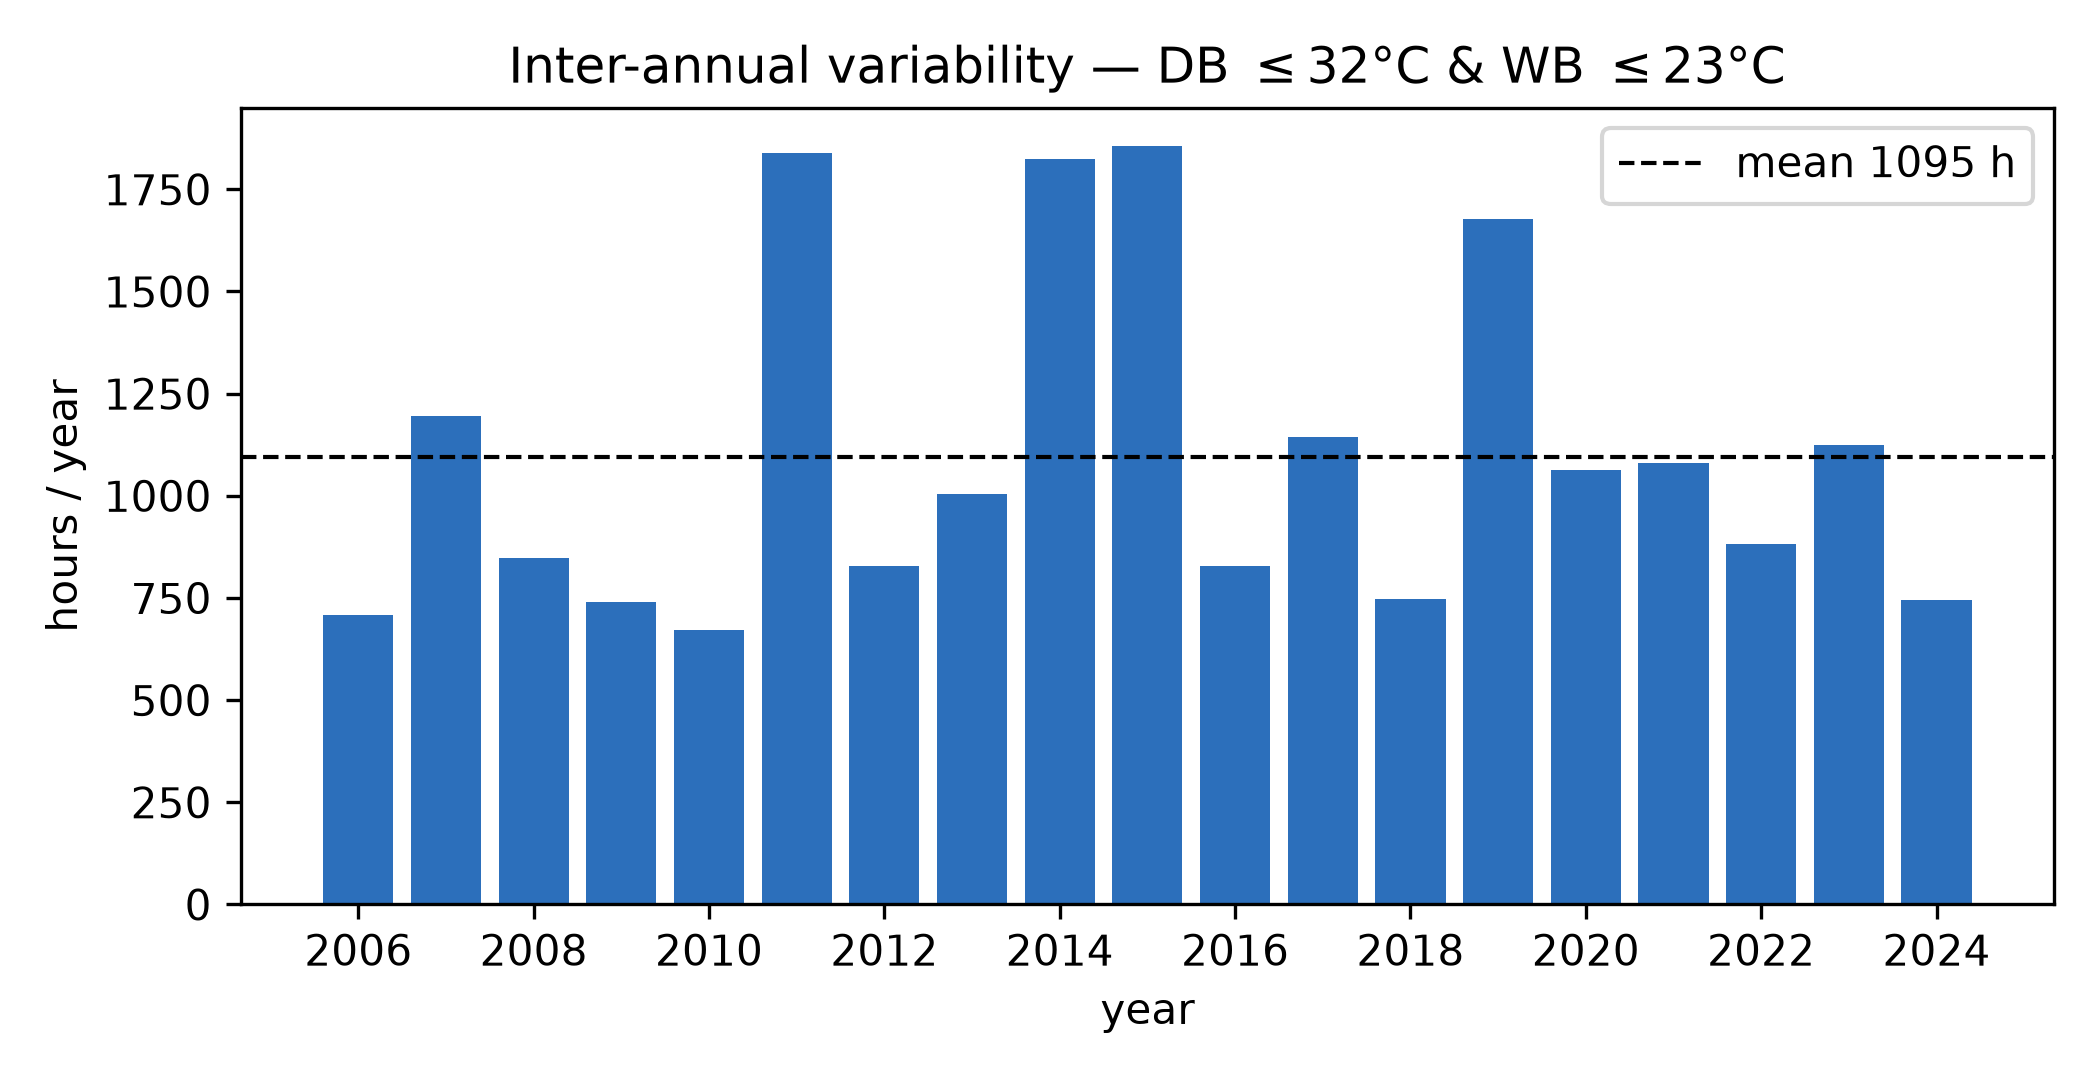 Inter-annual variability — DB ≤32°C & WB ≤23°C
mean 1095 h
hours / year
1750
1500
1250
1000
750
500
250
0
2006 2008 2010 2012 2014 2016 2018 2020 2022 2024
year